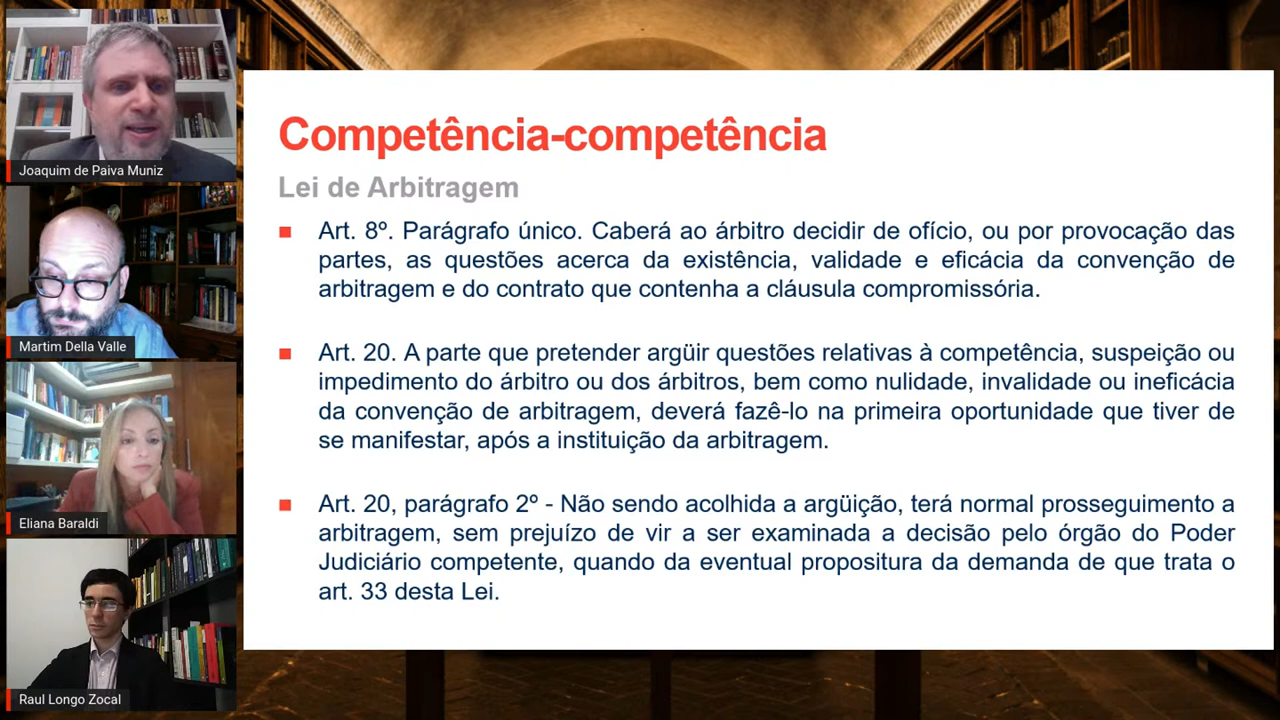 Joaquim de Paiva Muniz
Martim Della Valle
Eliana Baraldi
Raul Longo Zocal
Competência-competência
Lei de Arbitragem
Art. 8º. Parágrafo único. Caberá ao árbitro decidir de ofício, ou por provocação das
partes, as questões acerca da existência, validade e eficácia da convenção de
arbitragem e do contrato que contenha a cláusula compromissória.
Art. 20. A parte que pretender argüir questões relativas à competência, suspeição ou
impedimento do árbitro ou dos árbitros, bem como nulidade, invalidade ou ineficácia
da convenção de arbitragem, deverá fazê-lo na primeira oportunidade que tiver de
se manifestar, após a instituição da arbitragem.
Art. 20, parágrafo 2º - Não sendo acolhida a argüição, terá normal prosseguimento a
arbitragem, sem prejuízo de vir a ser examinada a decisão pelo órgão do Poder
Judiciário competente, quando da eventual propositura da demanda de que trata o
art. 33 desta Lei.